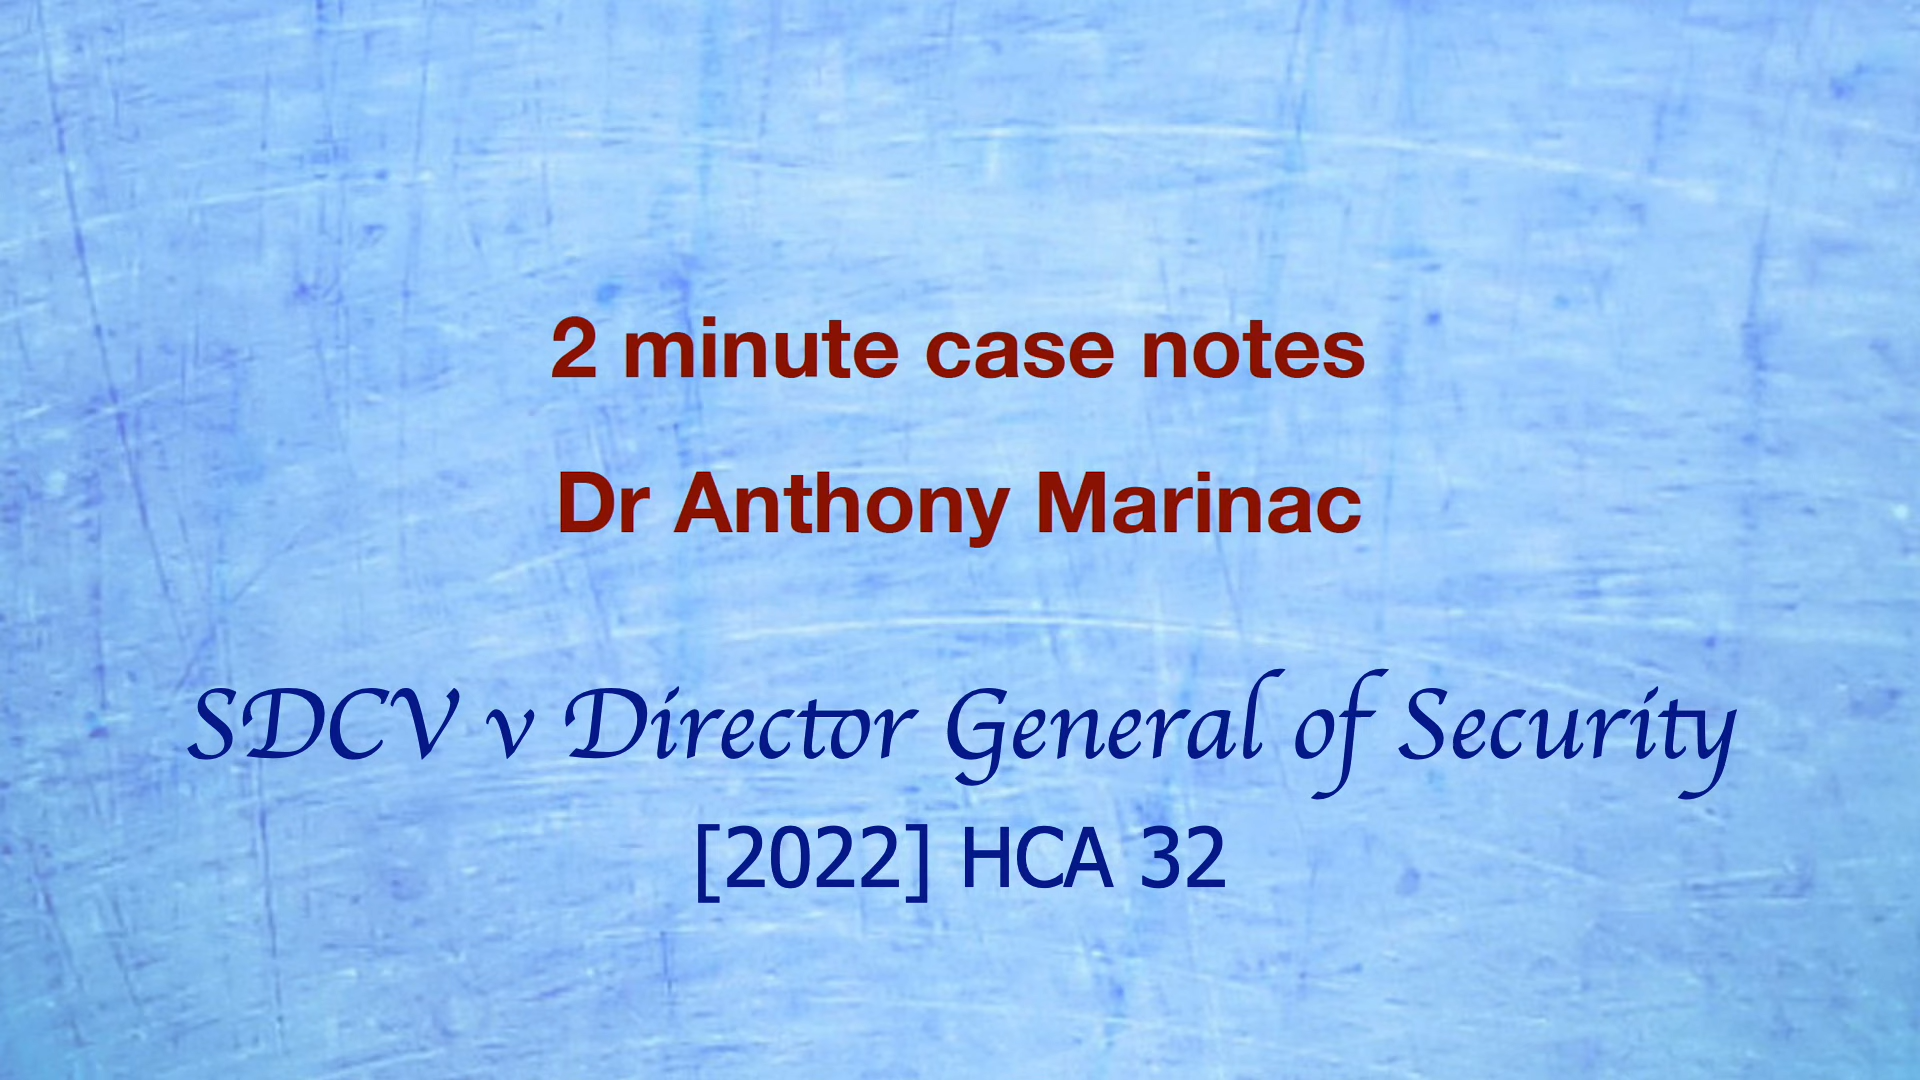 2 minute case notes
Dr Anthony Marinac
SDCV v Director General of Security
[2022] HCA 32